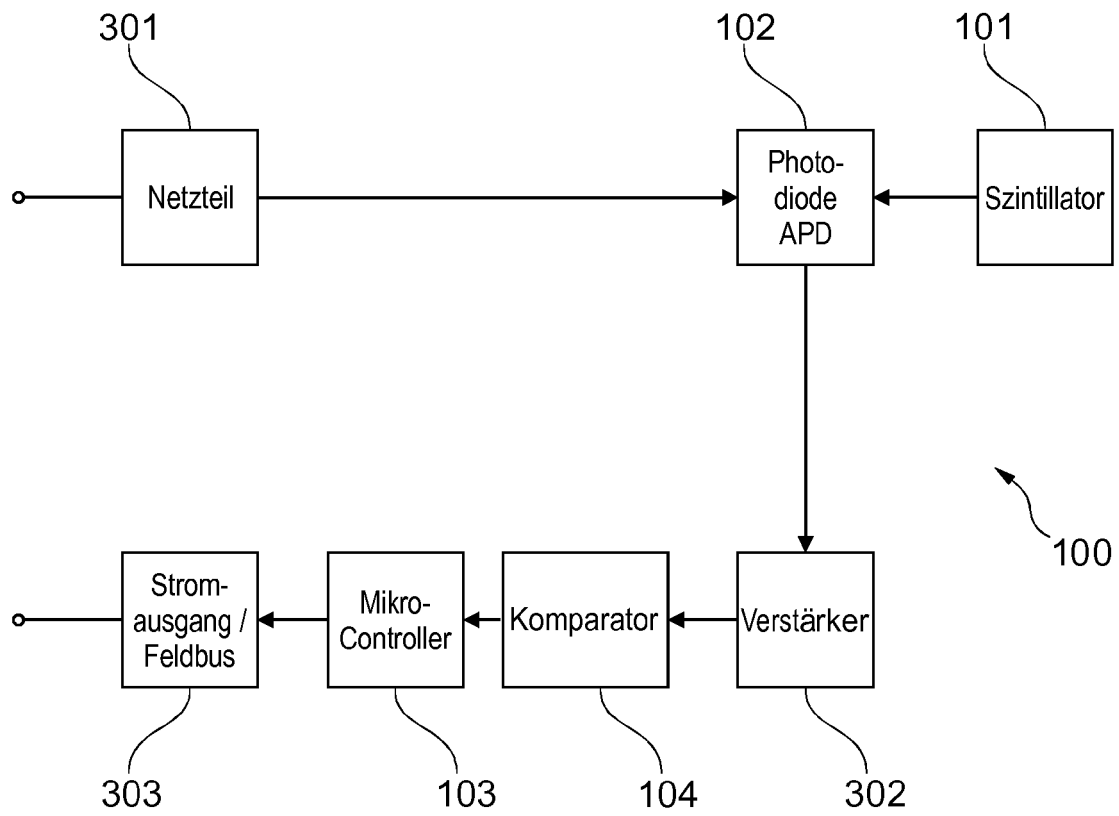 301
102
101
Netzteil
Photo-
diode
APD
Szintillator
100
Strom-
ausgang /
Feldbus
Mikro-
Controller
Komparator
Verstärker
303
103
104
302